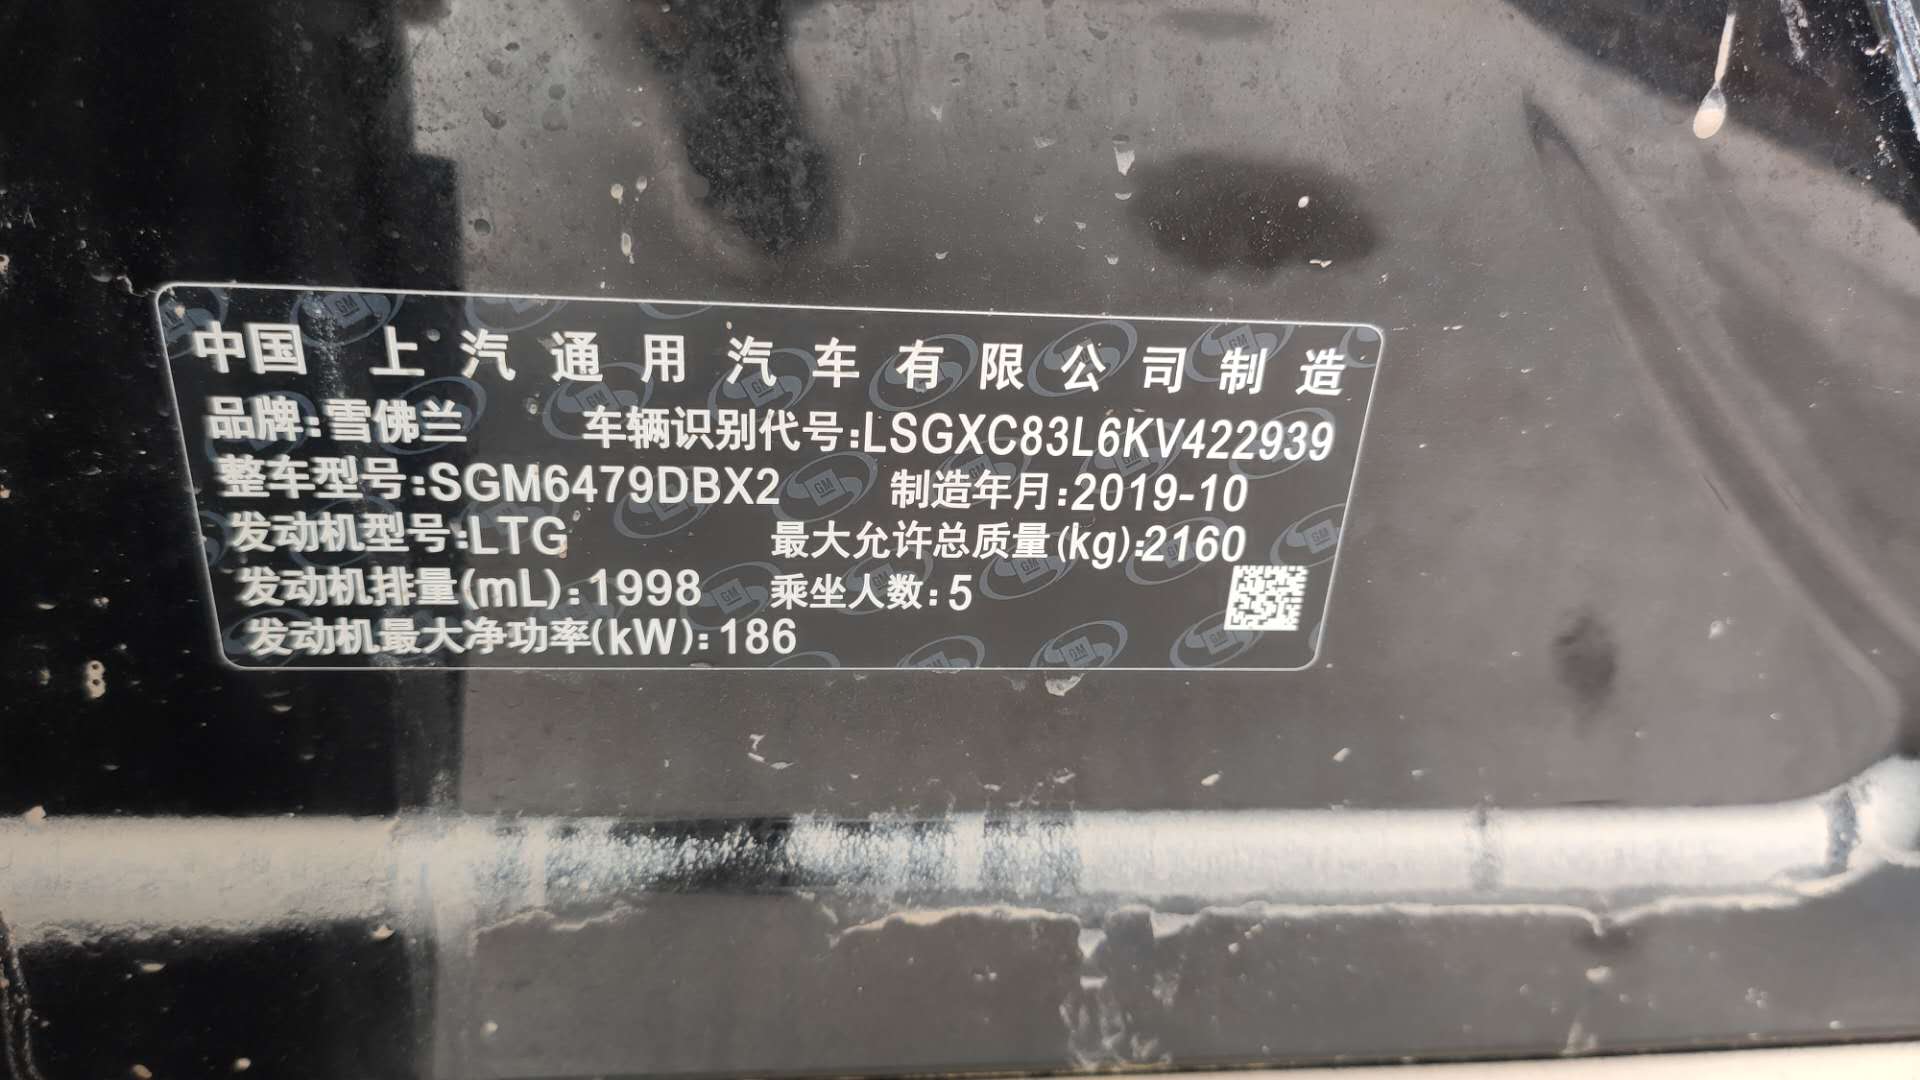 中国 上汽通用汽车有限公司制造
品牌:雪佛兰 车辆识别代号:LSGXC83L6KV422939
整车型号:SGM6479DBX2 制造年月:2019-10
发动机型号:LTG 最大允许总质量(kg):2160
发动机排量(mL):1998 乘坐人数:5
发动机最大净功率(kW):186